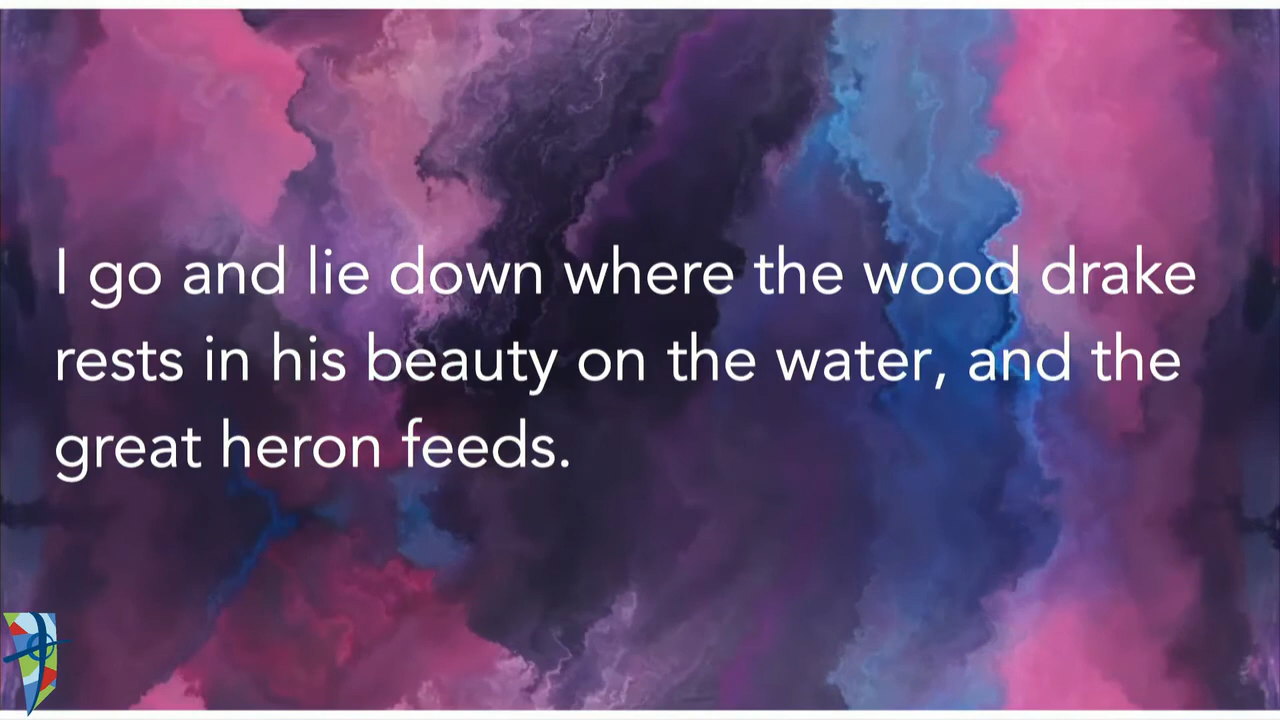 I go and lie down where the wood drake
rests in his beauty on the water, and the
great heron feeds.